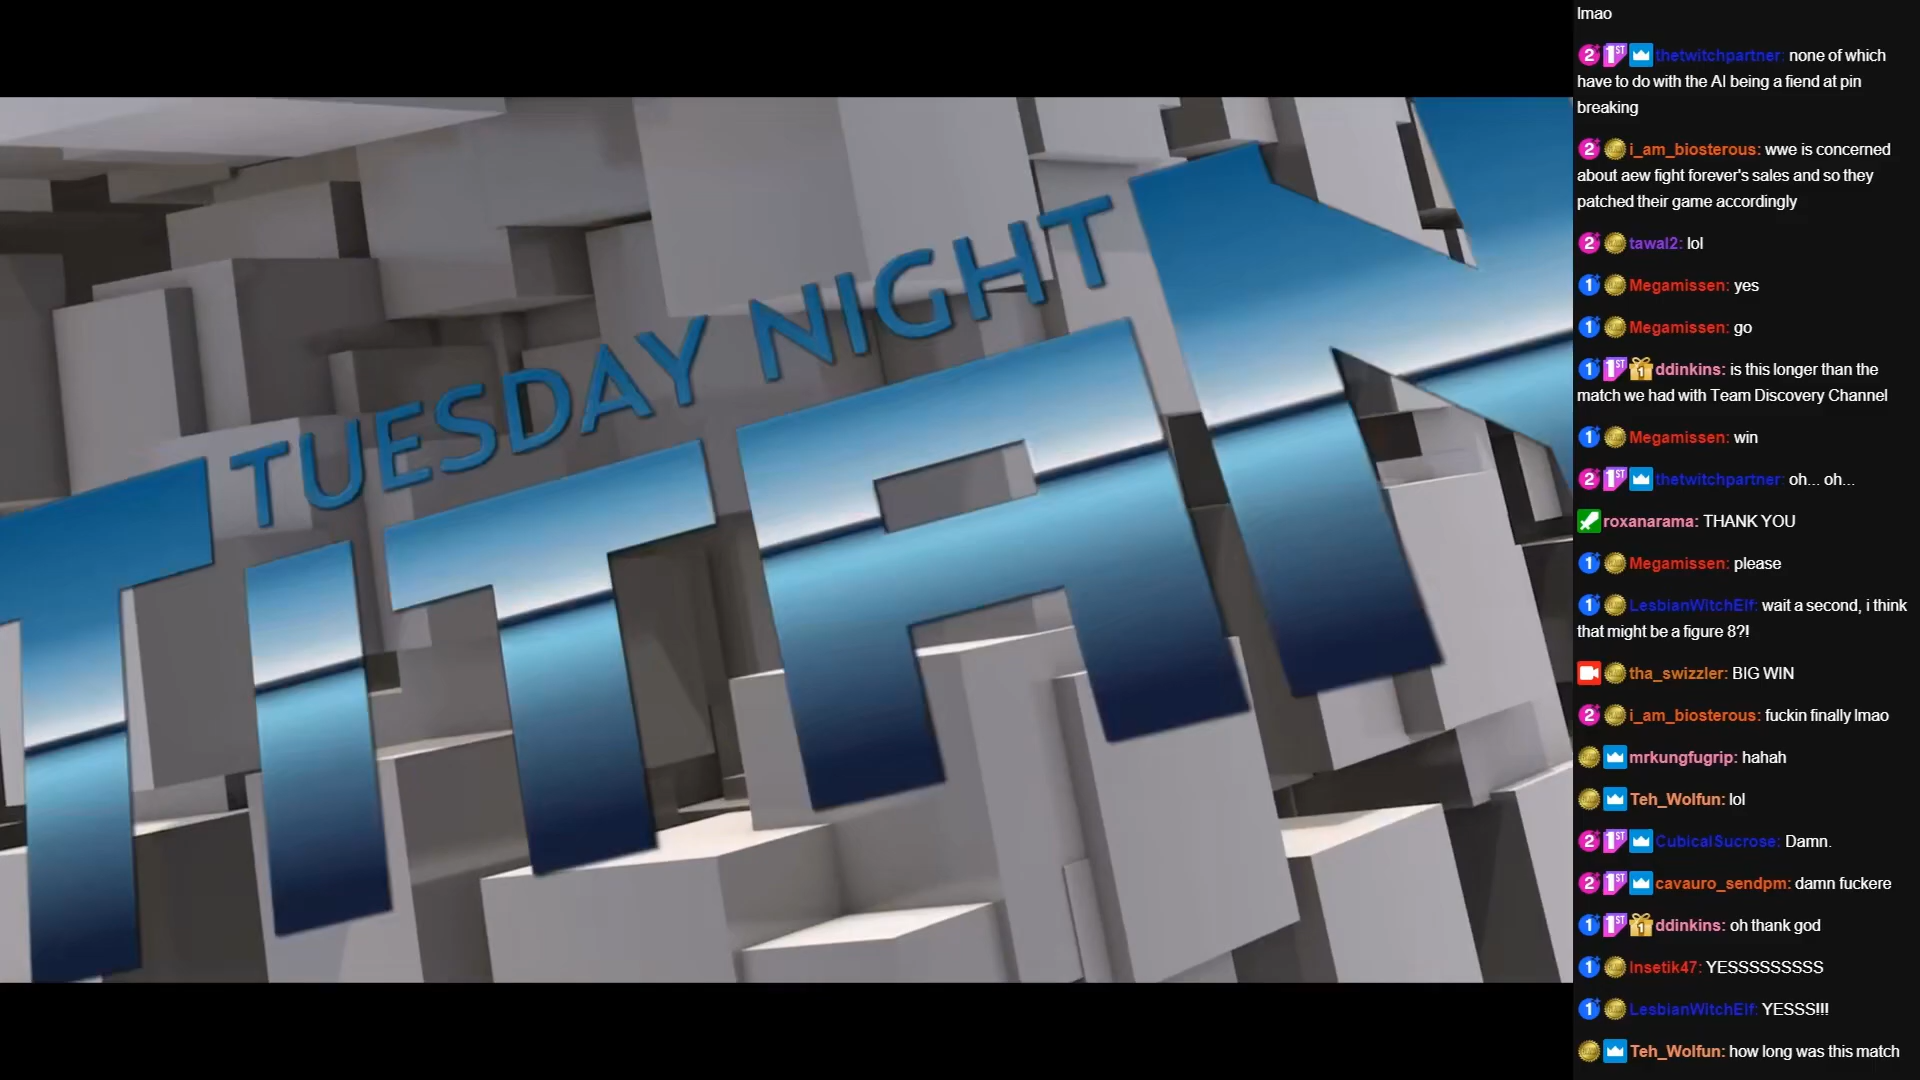 TUESDAY NIGHT
TITAN
lmao
thetwitchpartner: none of which
have to do with the AI being a fiend at pin
breaking
i_am_biosterous: wwe is concerned
about aew fight forever's sales and so they
patched their game accordingly
tawal2: lol
Megamissen: yes
Megamissen: go
ddinkins: is this longer than the
match we had with Team Discovery Channel
Megamissen: win
thetwitchpartner: oh... oh...
roxanarama: THANK YOU
Megamissen: please
LesbianWitchElf: wait a second, i think
that might be a figure 8?!
tha_swizzler: BIG WIN
i_am_biosterous: fuckin finally lmao
mrkungfugrip: hahah
Teh_Wolfun: lol
CubicalSucrose: Damn.
cavauro_sendpm: damn fuckere
ddinkins: oh thank god
Insetik47: YESSSSSSSSS
LesbianWitchElf: YESSS!!!
Teh_Wolfun: how long was this match